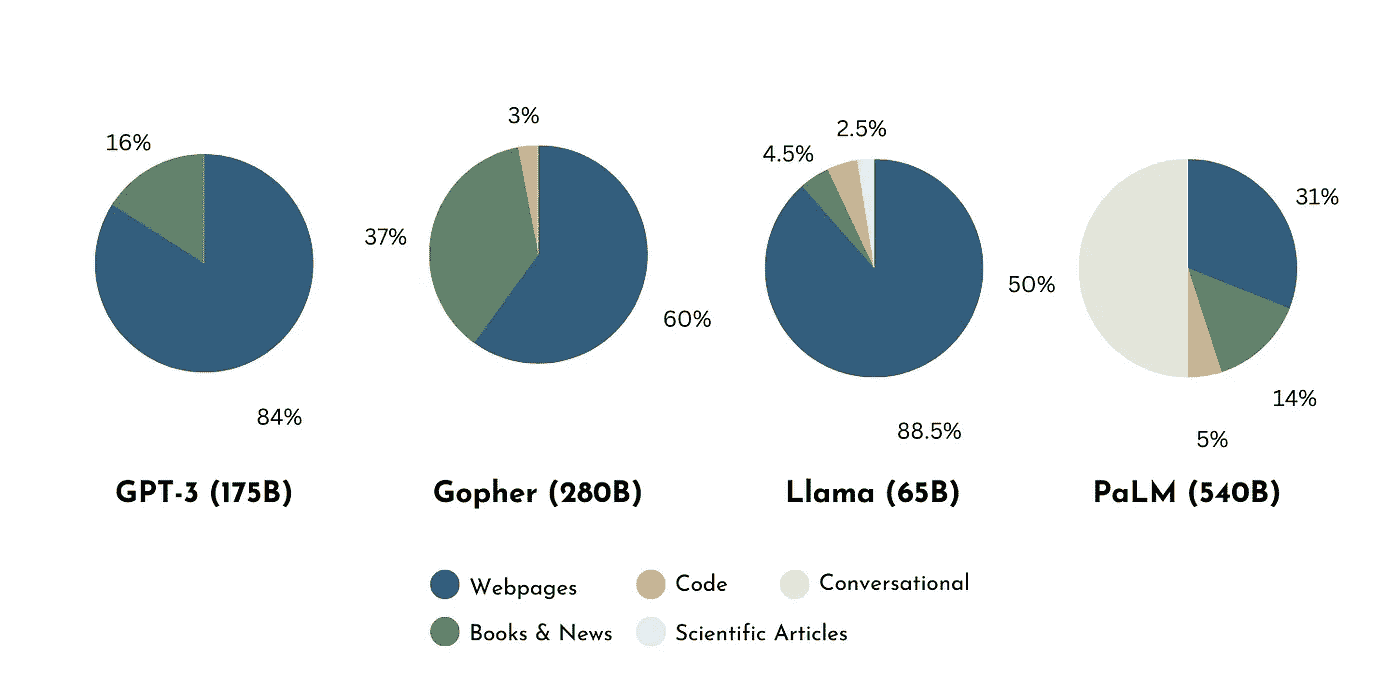 16%
84%
GPT-3 (175B)
3%
37%
60%
Gopher (280B)
2.5%
4.5%
88.5%
Llama (65B)
31%
50%
14%
5%
PaLM (540B)
Webpages
Code
Conversational
Books & News
Scientific Articles